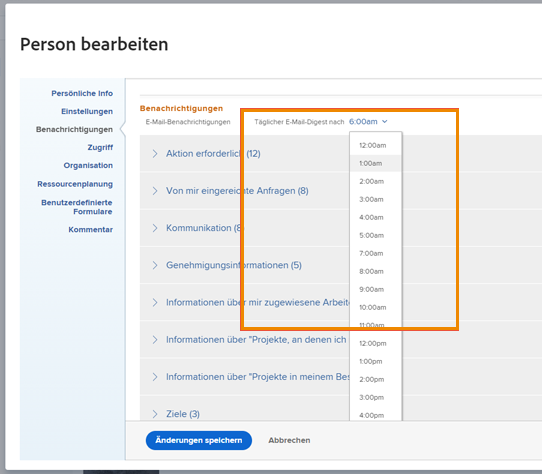 Person bearbeiten
Persönliche Info
Einstellungen
Benachrichtigungen
Zugriff
Organisation
Ressourcenplanung
Benutzerdefinierte
Formulare
Kommentar
Benachrichtigungen
E-Mail-Benachrichtigungen Täglicher E-Mail-Digest nach 6:00am
Aktion erforderlich (12)
Von mir eingereichte Anfragen (8)
Kommunikation (8
Genehmigungsinformationen (5)
Informationen über mir zugewiesene Arbeit
Informationen über "Projekte, an denen ich
Informationen über "Projekte in meinem Bes
Ziele (3)
12:00am
1:00am
2:00am
3:00am
4:00am
5:00am
7:00am
8:00am
9:00am
10:00am
11:00am
12:00pm
1:00pm
2:00pm
3:00pm
4:00pm
Änderungen speichern Abbrechen